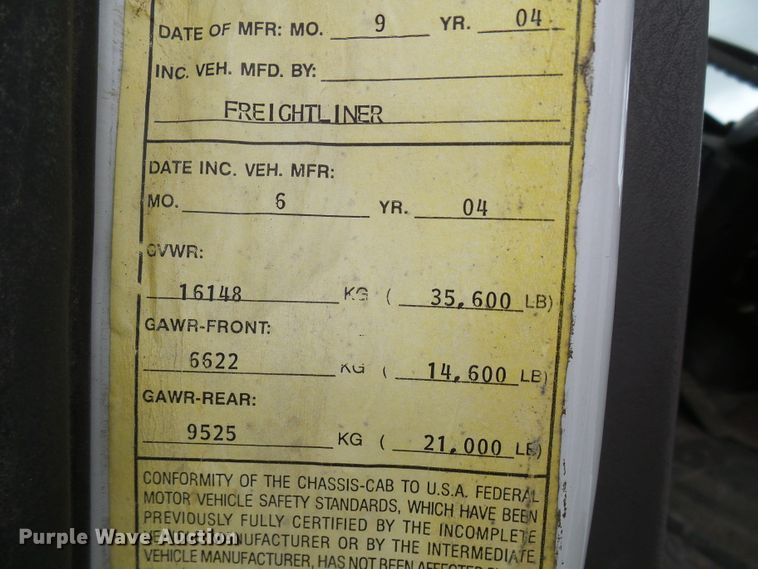 DATE OF MFR: MO. 9 YR. 04
INC. VEH. MFD. BY:
FREIGHTLINER
DATE INC. VEH. MFR:
MO. 6 YR. 04
GVWR:
16148 KG ( 35,600 LB)
GAWR-FRONT:
6622 KG ( 14,600 LB)
GAWR-REAR:
9525 KG ( 21,000 LB)
CONFORMITY OF THE CHASSIS-CAB TO U.S.A. FEDERAL
MOTOR VEHICLE SAFETY STANDARDS, WHICH HAVE BEEN
PREVIOUSLY FULLY CERTIFIED BY THE INCOMPLETE
VEHICLE MANUFACTURER OR BY THE INTERMEDIATE
VEHICLE MANUFACTURER, HAS NOT BEEN AFFECTED
Purple Wave Auction